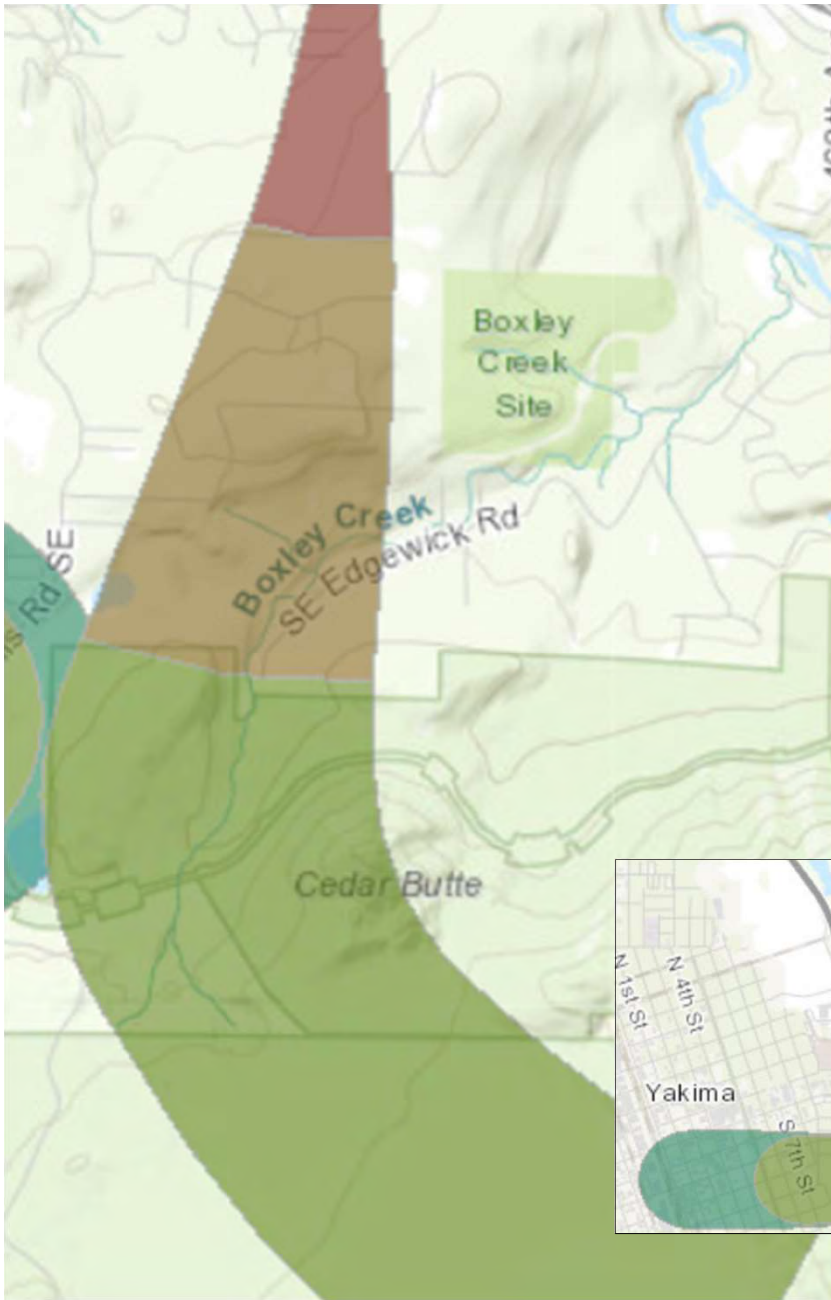 Boxley
Creek
Site
Boxley Creek
SE Edgewick Rd
Rd SE
Cedar Butte
N 1st St
N 4th St
Yakima
S 7th St